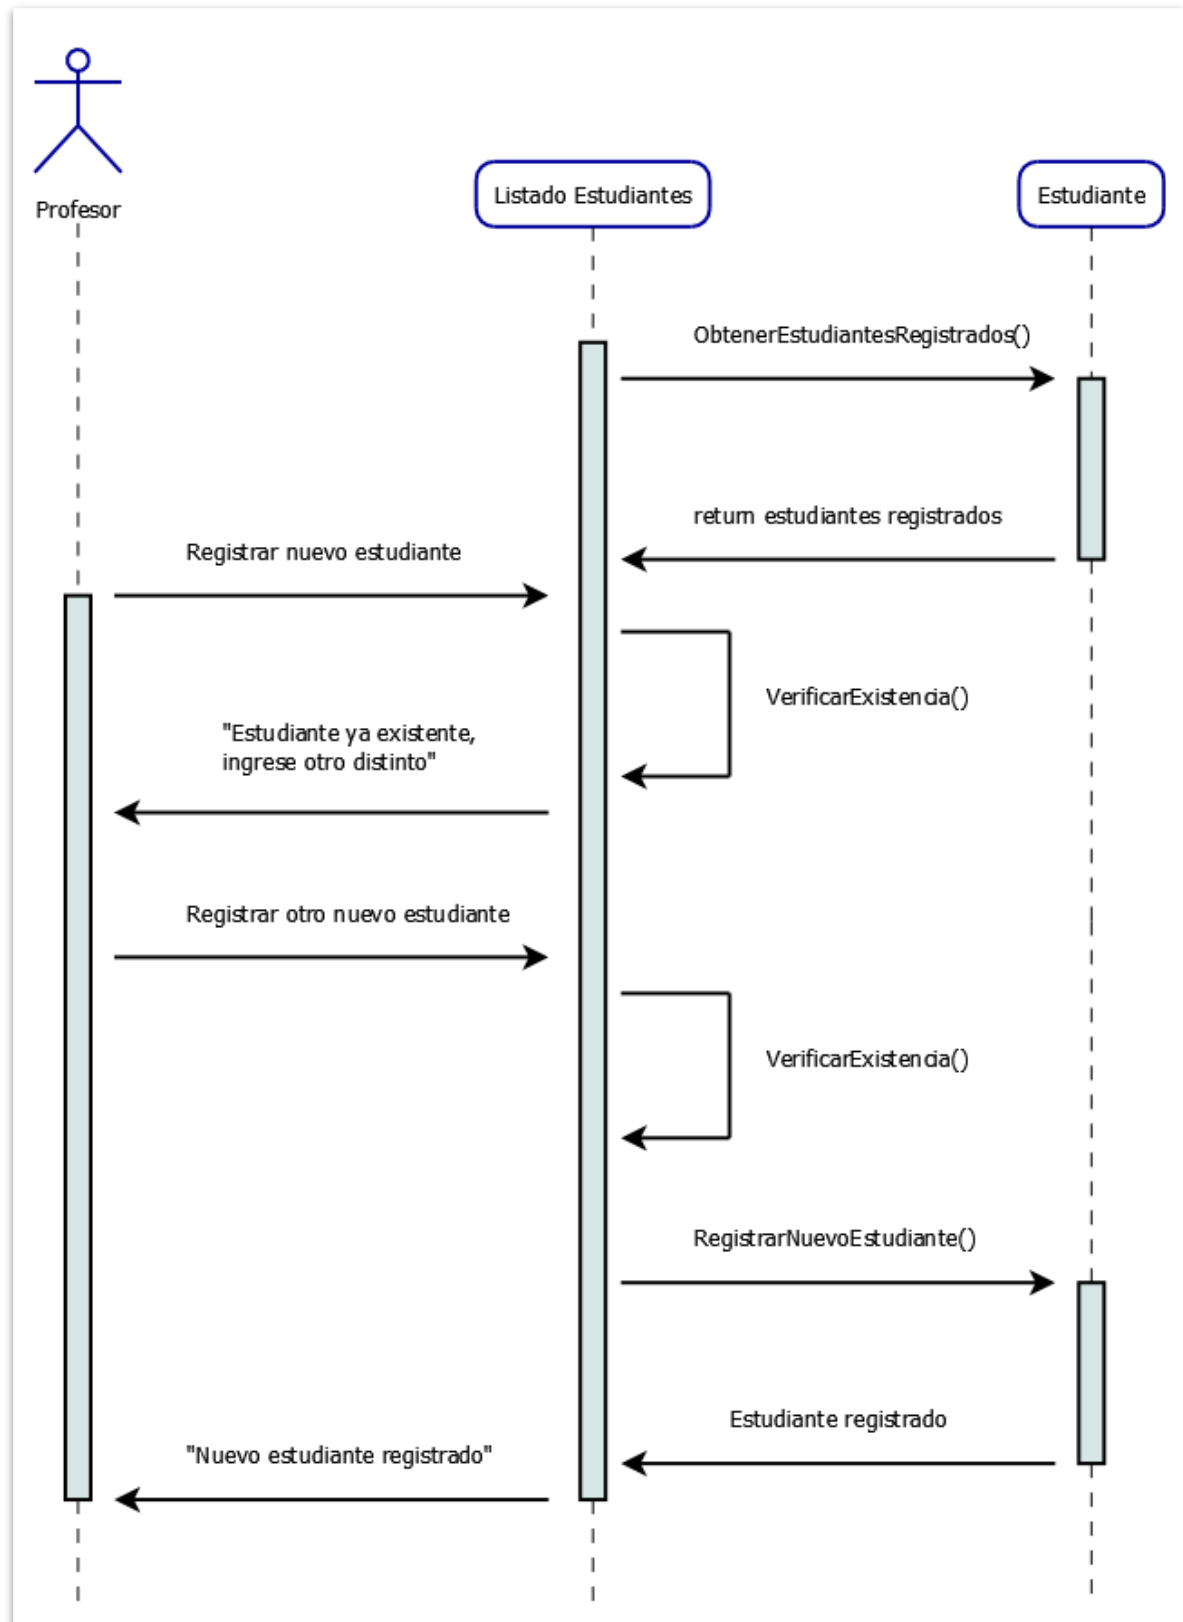 Profesor
Listado Estudiantes
Estudiante
ObtenerEstudiantesRegistrados()
return estudiantes registrados
Registrar nuevo estudiante
VerificarExistencia()
"Estudiante ya existente,
ingrese otro distinto"
Registrar otro nuevo estudiante
VerificarExistencia()
RegistrarNuevoEstudiante()
Estudiante registrado
"Nuevo estudiante registrado"